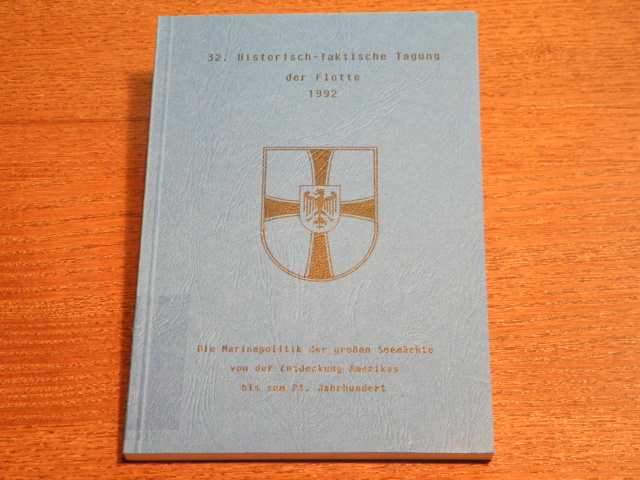 32. Historisch-Taktische Tagung
der Flotte
1992
Die Marinepolitik der großen Seemächte
von der Entdeckung Amerikas
bis zum 21. Jahrhundert